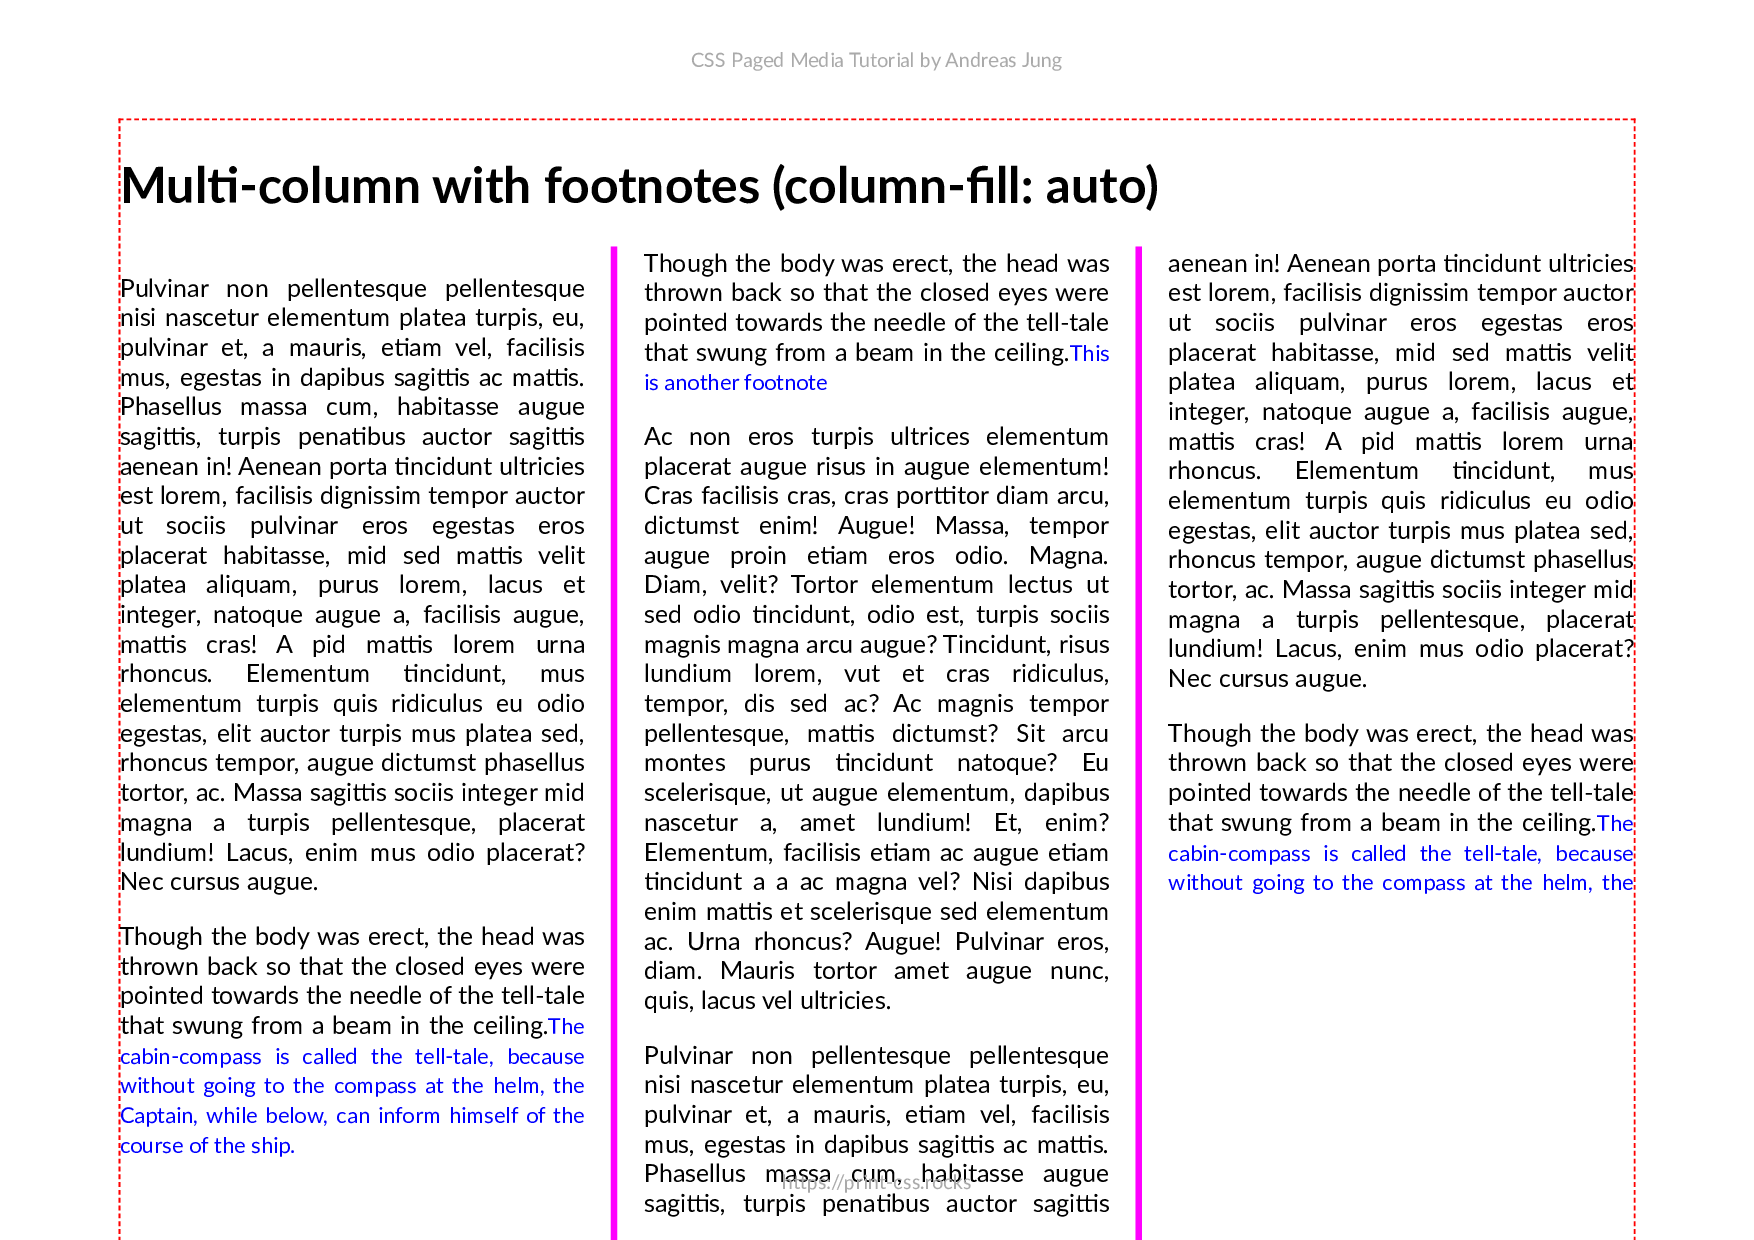 CSS Paged Media Tutorial by Andreas Jung
Multi-column with footnotes (column-fill: auto)
Pulvinar non pellentesque pellentesque
nisi nascetur elementum platea turpis, eu,
pulvinar et, a mauris, etiam vel, facilisis
mus, egestas in dapibus sagittis ac mattis.
Phasellus massa cum, habitasse augue
sagittis, turpis penatibus auctor sagittis
aenean in! Aenean porta tincidunt ultricies
est lorem, facilisis dignissim tempor auctor
ut sociis pulvinar eros egestas eros
placerat habitasse, mid sed mattis velit
platea aliquam, purus lorem, lacus et
integer, natoque augue a, facilisis augue,
mattis cras! A pid mattis lorem urna
rhoncus. Elementum tincidunt, mus
elementum turpis quis ridiculus eu odio
egestas, elit auctor turpis mus platea sed,
rhoncus tempor, augue dictumst phasellus
tortor, ac. Massa sagittis sociis integer mid
magna a turpis pellentesque, placerat
lundium! Lacus, enim mus odio placerat?
Nec cursus augue.
Though the body was erect, the head was
thrown back so that the closed eyes were
pointed towards the needle of the tell-tale
that swung from a beam in the ceiling.The
cabin-compass is called the tell-tale, because
without going to the compass at the helm, the
Captain, while below, can inform himself of the
course of the ship.
Though the body was erect, the head was
thrown back so that the closed eyes were
pointed towards the needle of the tell-tale
that swung from a beam in the ceiling.This
is another footnote
Ac non eros turpis ultrices elementum
placerat augue risus in augue elementum!
Cras facilisis cras, cras porttitor diam arcu,
dictumst enim! Augue! Massa, tempor
augue proin etiam eros odio. Magna.
Diam, velit? Tortor elementum lectus ut
sed odio tincidunt, odio est, turpis sociis
magnis magna arcu augue? Tincidunt, risus
lundium lorem, vut et cras ridiculus,
tempor, dis sed ac? Ac magnis tempor
pellentesque, mattis dictumst? Sit arcu
montes purus tincidunt natoque? Eu
scelerisque, ut augue elementum, dapibus
nascetur a, amet lundium! Et, enim?
Elementum, facilisis etiam ac augue etiam
tincidunt a a ac magna vel? Nisi dapibus
enim mattis et scelerisque sed elementum
ac. Urna rhoncus? Augue! Pulvinar eros,
diam. Mauris tortor amet augue nunc,
quis, lacus vel ultricies.
Pulvinar non pellentesque pellentesque
nisi nascetur elementum platea turpis, eu,
pulvinar et, a mauris, etiam vel, facilisis
mus, egestas in dapibus sagittis ac mattis.
Phasellus massa cum, habitasse augue
sagittis, turpis penatibus auctor sagittis
aenean in! Aenean porta tincidunt ultricies
est lorem, facilisis dignissim tempor auctor
ut sociis pulvinar eros egestas eros
placerat habitasse, mid sed mattis velit
platea aliquam, purus lorem, lacus et
integer, natoque augue a, facilisis augue,
mattis cras! A pid mattis lorem urna
rhoncus. Elementum tincidunt, mus
elementum turpis quis ridiculus eu odio
egestas, elit auctor turpis mus platea sed,
rhoncus tempor, augue dictumst phasellus
tortor, ac. Massa sagittis sociis integer mid
magna a turpis pellentesque, placerat
lundium! Lacus, enim mus odio placerat?
Nec cursus augue.
Though the body was erect, the head was
thrown back so that the closed eyes were
pointed towards the needle of the tell-tale
that swung from a beam in the ceiling.The
cabin-compass is called the tell-tale, because
without going to the compass at the helm, the
https://print-css.rocks